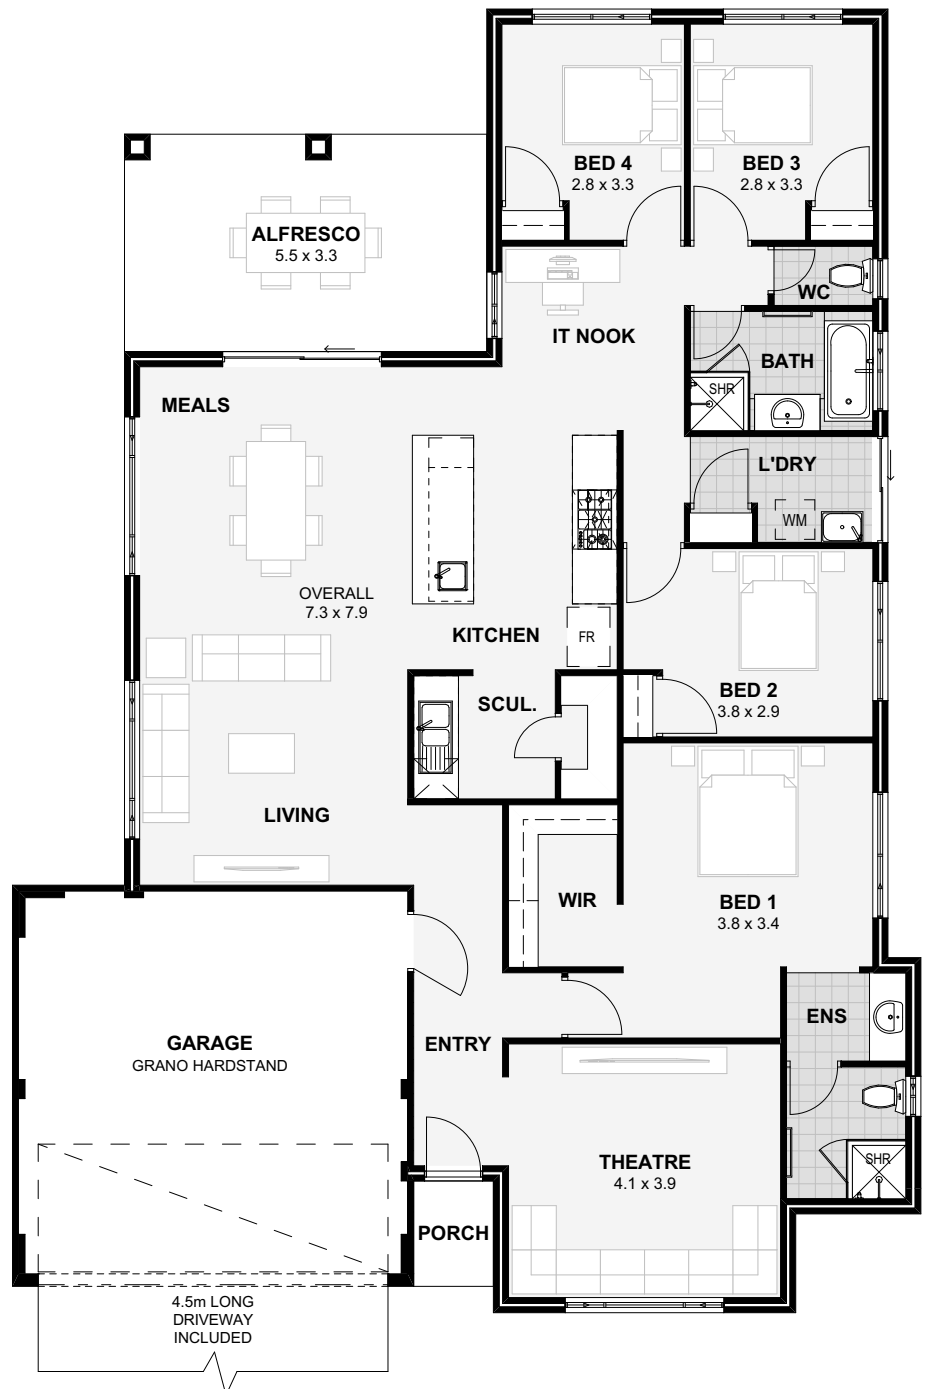 BED 4
2.8 x 3.3
BED 3
2.8 x 3.3
ALFRESCO
5.5 x 3.3
WC
IT NOOK
BATH
SHR
MEALS
L'DRY
WM
OVERALL
7.3 x 7.9
KITCHEN
FR
BED 2
3.8 x 2.9
SCUL.
LIVING
WIR
BED 1
3.8 x 3.4
ENS
GARAGE
GRANO HARDSTAND
ENTRY
THEATRE
4.1 x 3.9
SHR
PORCH
4.5m LONG
DRIVEWAY
INCLUDED